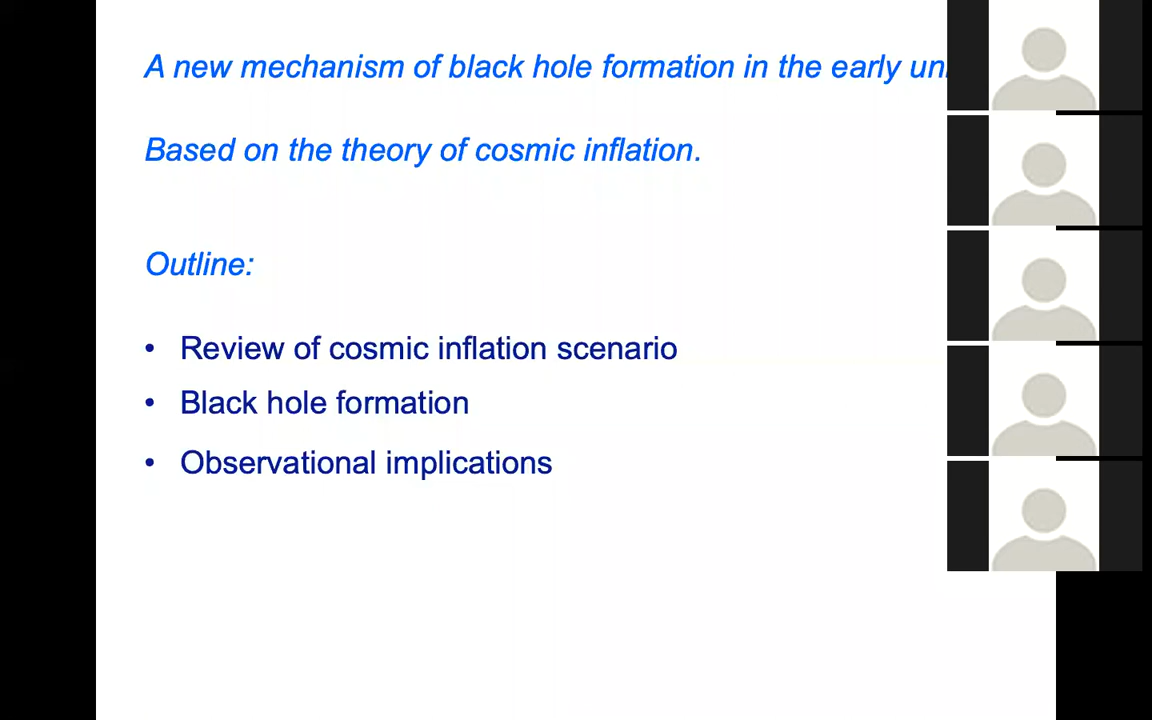 A new mechanism of black hole formation in the early
Based on the theory of cosmic inflation.
Outline:
• Review of cosmic inflation scenario
• Black hole formation
• Observational implications